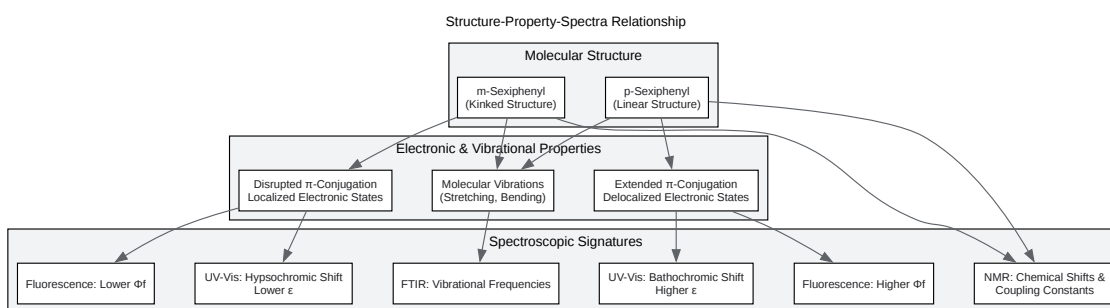 Structure-Property-Spectra Relationship
Molecular Structure
m-Sexiphenyl
(Kinked Structure)
p-Sexiphenyl
(Linear Structure)
Electronic & Vibrational Properties
Disrupted π-Conjugation
Localized Electronic States
Molecular Vibrations
(Stretching, Bending)
Extended π-Conjugation
Delocalized Electronic States
Spectroscopic Signatures
Fluorescence: Lower Φf
UV-Vis: Hypsochromic Shift
Lower ε
FTIR: Vibrational Frequencies
UV-Vis: Bathochromic Shift
Higher ε
Fluorescence: Higher Φf
NMR: Chemical Shifts &
Coupling Constants